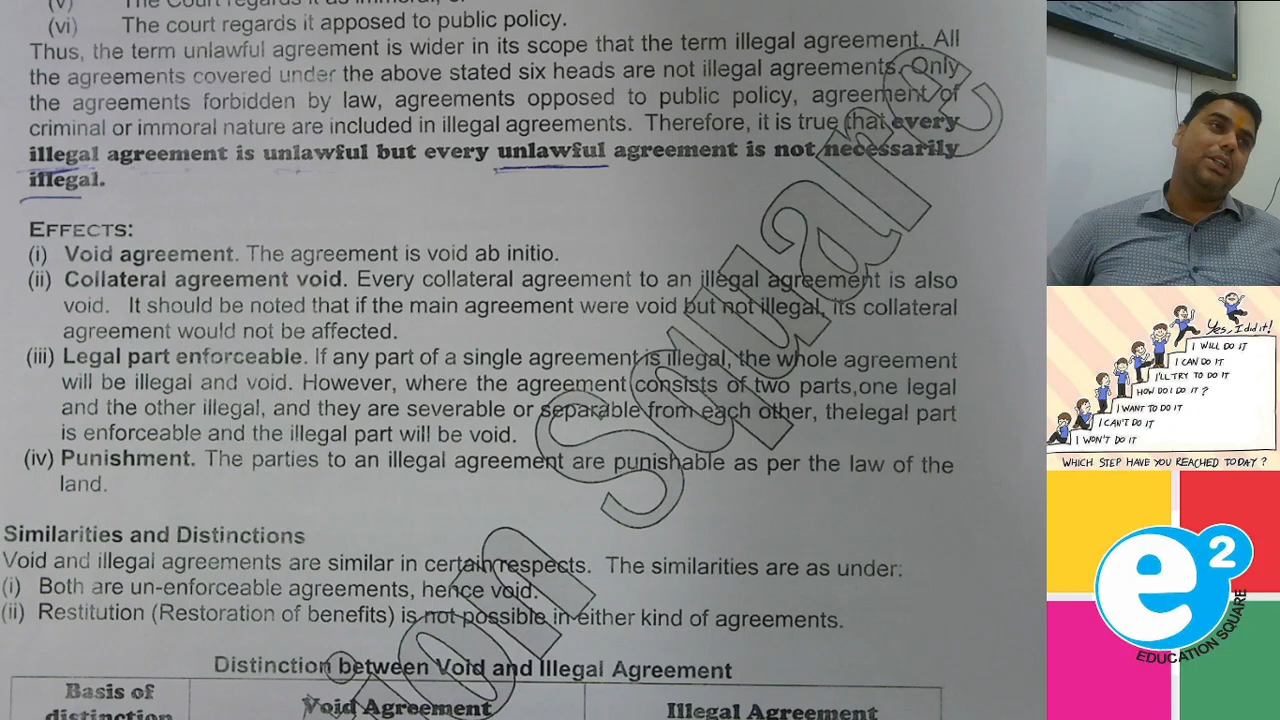 (v) The Court regards it as immoral, or
(vi) The court regards it apposed to public policy.
Thus, the term unlawful agreement is wider in its scope that the term illegal agreement. All
the agreements covered under the above stated six heads are not illegal agreements. Only
the agreements forbidden by law, agreements opposed to public policy, agreement of
criminal or immoral nature are included in illegal agreements. Therefore, it is true that every
illegal agreement is unlawful but every unlawful agreement is not necessarily
illegal.
EFFECTS:
(i) Void agreement. The agreement is void ab initio.
(ii) Collateral agreement void. Every collateral agreement to an illegal agreement is also
void. It should be noted that if the main agreement were void but not illegal, its collateral
agreement would not be affected.
(iii) Legal part enforceable. If any part of a single agreement is illegal, the whole agreement
will be illegal and void. However, where the agreement consists of two parts,one legal
and the other illegal, and they are severable or separable from each other, thelegal part
is enforceable and the illegal part will be void.
(iv) Punishment. The parties to an illegal agreement are punishable as per the law of the
land.
Similarities and Distinctions
Void and illegal agreements are similar in certain respects. The similarities are as under:
(i) Both are un-enforceable agreements, hence void.
(ii) Restitution (Restoration of benefits) is not possible in either kind of agreements.
Distinction between Void and Illegal Agreement
Basis of
distinction
Void Agreement
Illegal Agreement
Square
Yes, I did it!
I WILL DO IT
I CAN DO IT
I'LL TRY TO DO IT
HOW DO I DO IT ?
I WANT TO DO IT
I CAN'T DO IT
I WON'T DO IT
WHICH STEP HAVE YOU REACHED TODAY ?
e2
EDUCATION SQUARE